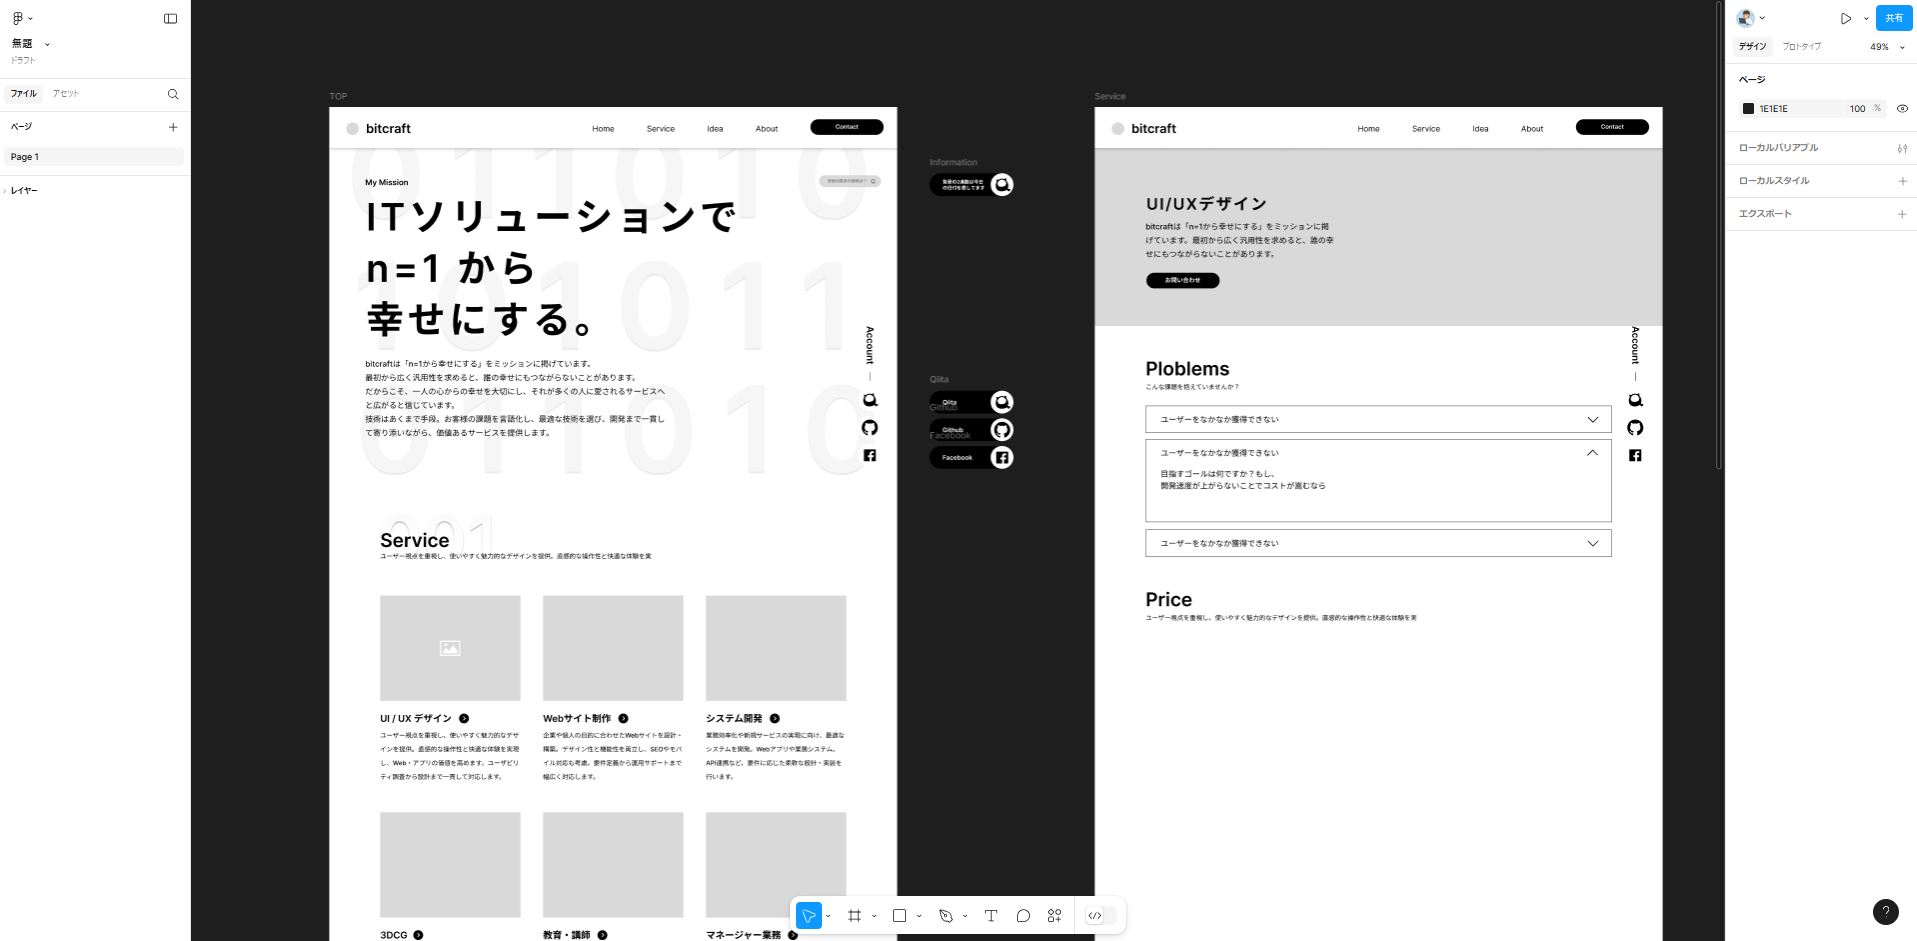 無題
ドラフト
ファイル
アセット
ページ
Page 1
レイヤー
TOP
bitcraft
Home
Service
Idea
About
Contact
011010
My Mission
ITソリューションで
n=1 から
幸せにする。
101011
bitcraftは「n=1から幸せにする」をミッションに掲げています。
最初から広く汎用性を求めると、誰の幸せにもつながらないことがあります。
だからこそ、一人の心からの幸せを大切にし、それが多くの人に愛されるサービスへ
と広がると信じています。
技術はあくまで手段。お客様の課題を言語化し、最適な技術を選び、開発まで一貫し
て寄り添いながら、価値あるサービスを提供します。
011010
Account
001
Service
ユーザー視点を重視し、使いやすく魅力的なデザインを提供。直感的な操作性と快適な体験を実
UI / UX デザイン
ユーザー視点を重視し、使いやすく魅力的なデザ
インを提供。直感的な操作性と快適な体験を実現
し、Web・アプリの価値を高めます。ユーザビリ
ティ調査から設計まで一貫して対応します。
Webサイト制作
企業や個人の目的に合わせたWebサイトを設計・
構築。デザイン性と機能性を両立し、SEOやモバ
イル対応も考慮。要件定義から運用サポートまで
幅広く対応します。
システム開発
業務効率化や新規サービスの実現に向け、最適な
システムを開発。Webアプリや業務システム、
API連携など、要件に応じた柔軟な設計・実装を
行います。
3DCG
教育・講師
マネージャー業務
Information
の日付を表してます
Qiita
Qiita
Github
Github
Facebook
Facebook
Service
bitcraft
Home
Service
Idea
About
Contact
UI/UXデザイン
bitcraftは「n=1から幸せにする」をミッションに掲
げています。最初から広く汎用性を求めると、誰の幸
せにもつながらないことがあります。
お問い合わせ
Account
Ploblems
こんな課題を抱えていませんか？
ユーザーをなかなか獲得できない
ユーザーをなかなか獲得できない
目指すゴールは何ですか？もし、
開発速度が上がらないことでコストが嵩むなら
ユーザーをなかなか獲得できない
Price
ユーザー視点を重視し、使いやすく魅力的なデザインを提供。直感的な操作性と快適な体験を実
共有
デザイン
プロトタイプ
49%
ページ
1E1E1E
100
%
ローカルバリアブル
ローカルスタイル
エクスポート
?